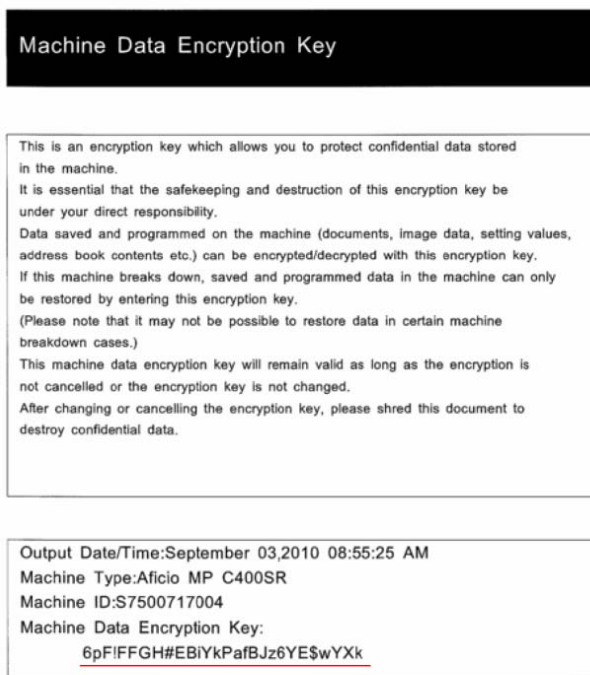 Machine Data Encryption Key
This is an encryption key which allows you to protect confidential data stored
in the machine.
It is essential that the safekeeping and destruction of this encryption key be
under your direct responsibility.
Data saved and programmed on the machine (documents, image data, setting values,
address book contents etc.) can be encrypted/decrypted with this encryption key.
If this machine breaks down, saved and programmed data in the machine can only
be restored by entering this encryption key.
(Please note that it may not be possible to restore data in certain machine
breakdown cases.)
This machine data encryption key will remain valid as long as the encryption is
not cancelled or the encryption key is not changed.
After changing or cancelling the encryption key, please shred this document to
destroy confidential data.
Output Date/Time:September 03,2010 08:55:25 AM
Machine Type:Aficio MP C400SR
Machine ID:S7500717004
Machine Data Encryption Key:
6pF!FFGH#EBiYkPafBJz6YE$wYXk